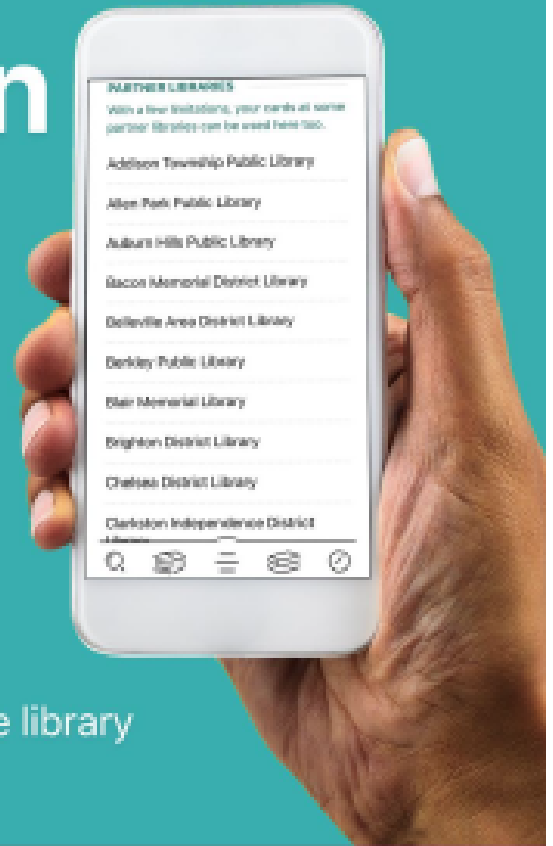 n
PARTNER LIBRARIES
With a few limitations, your cards at some
partner libraries can be used here too.
Addison Township Public Library
Allen Park Public Library
Auburn Hills Public Library
Bacon Memorial District Library
Belleville Area District Library
Berkley Public Library
Blair Memorial Library
Brighton District Library
Chelsea District Library
Clarkston Independence District
Library
e library